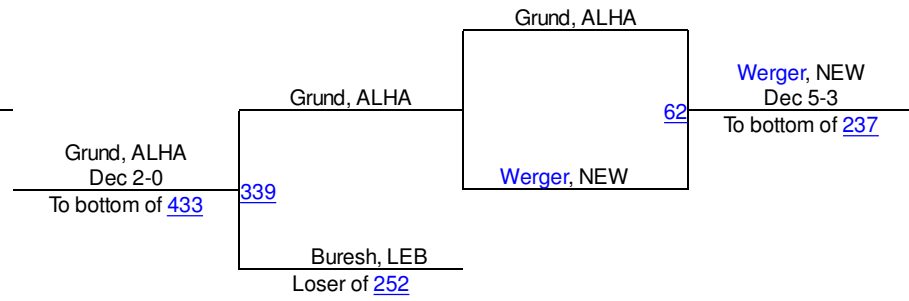 Grund, ALHA
Werger, NEW
Dec 5-3
Grund, ALHA
62
To bottom of 237
Grund, ALHA
Dec 2-0
Werger, NEW
339
To bottom of 433
Buresh, LEB
Loser of 252